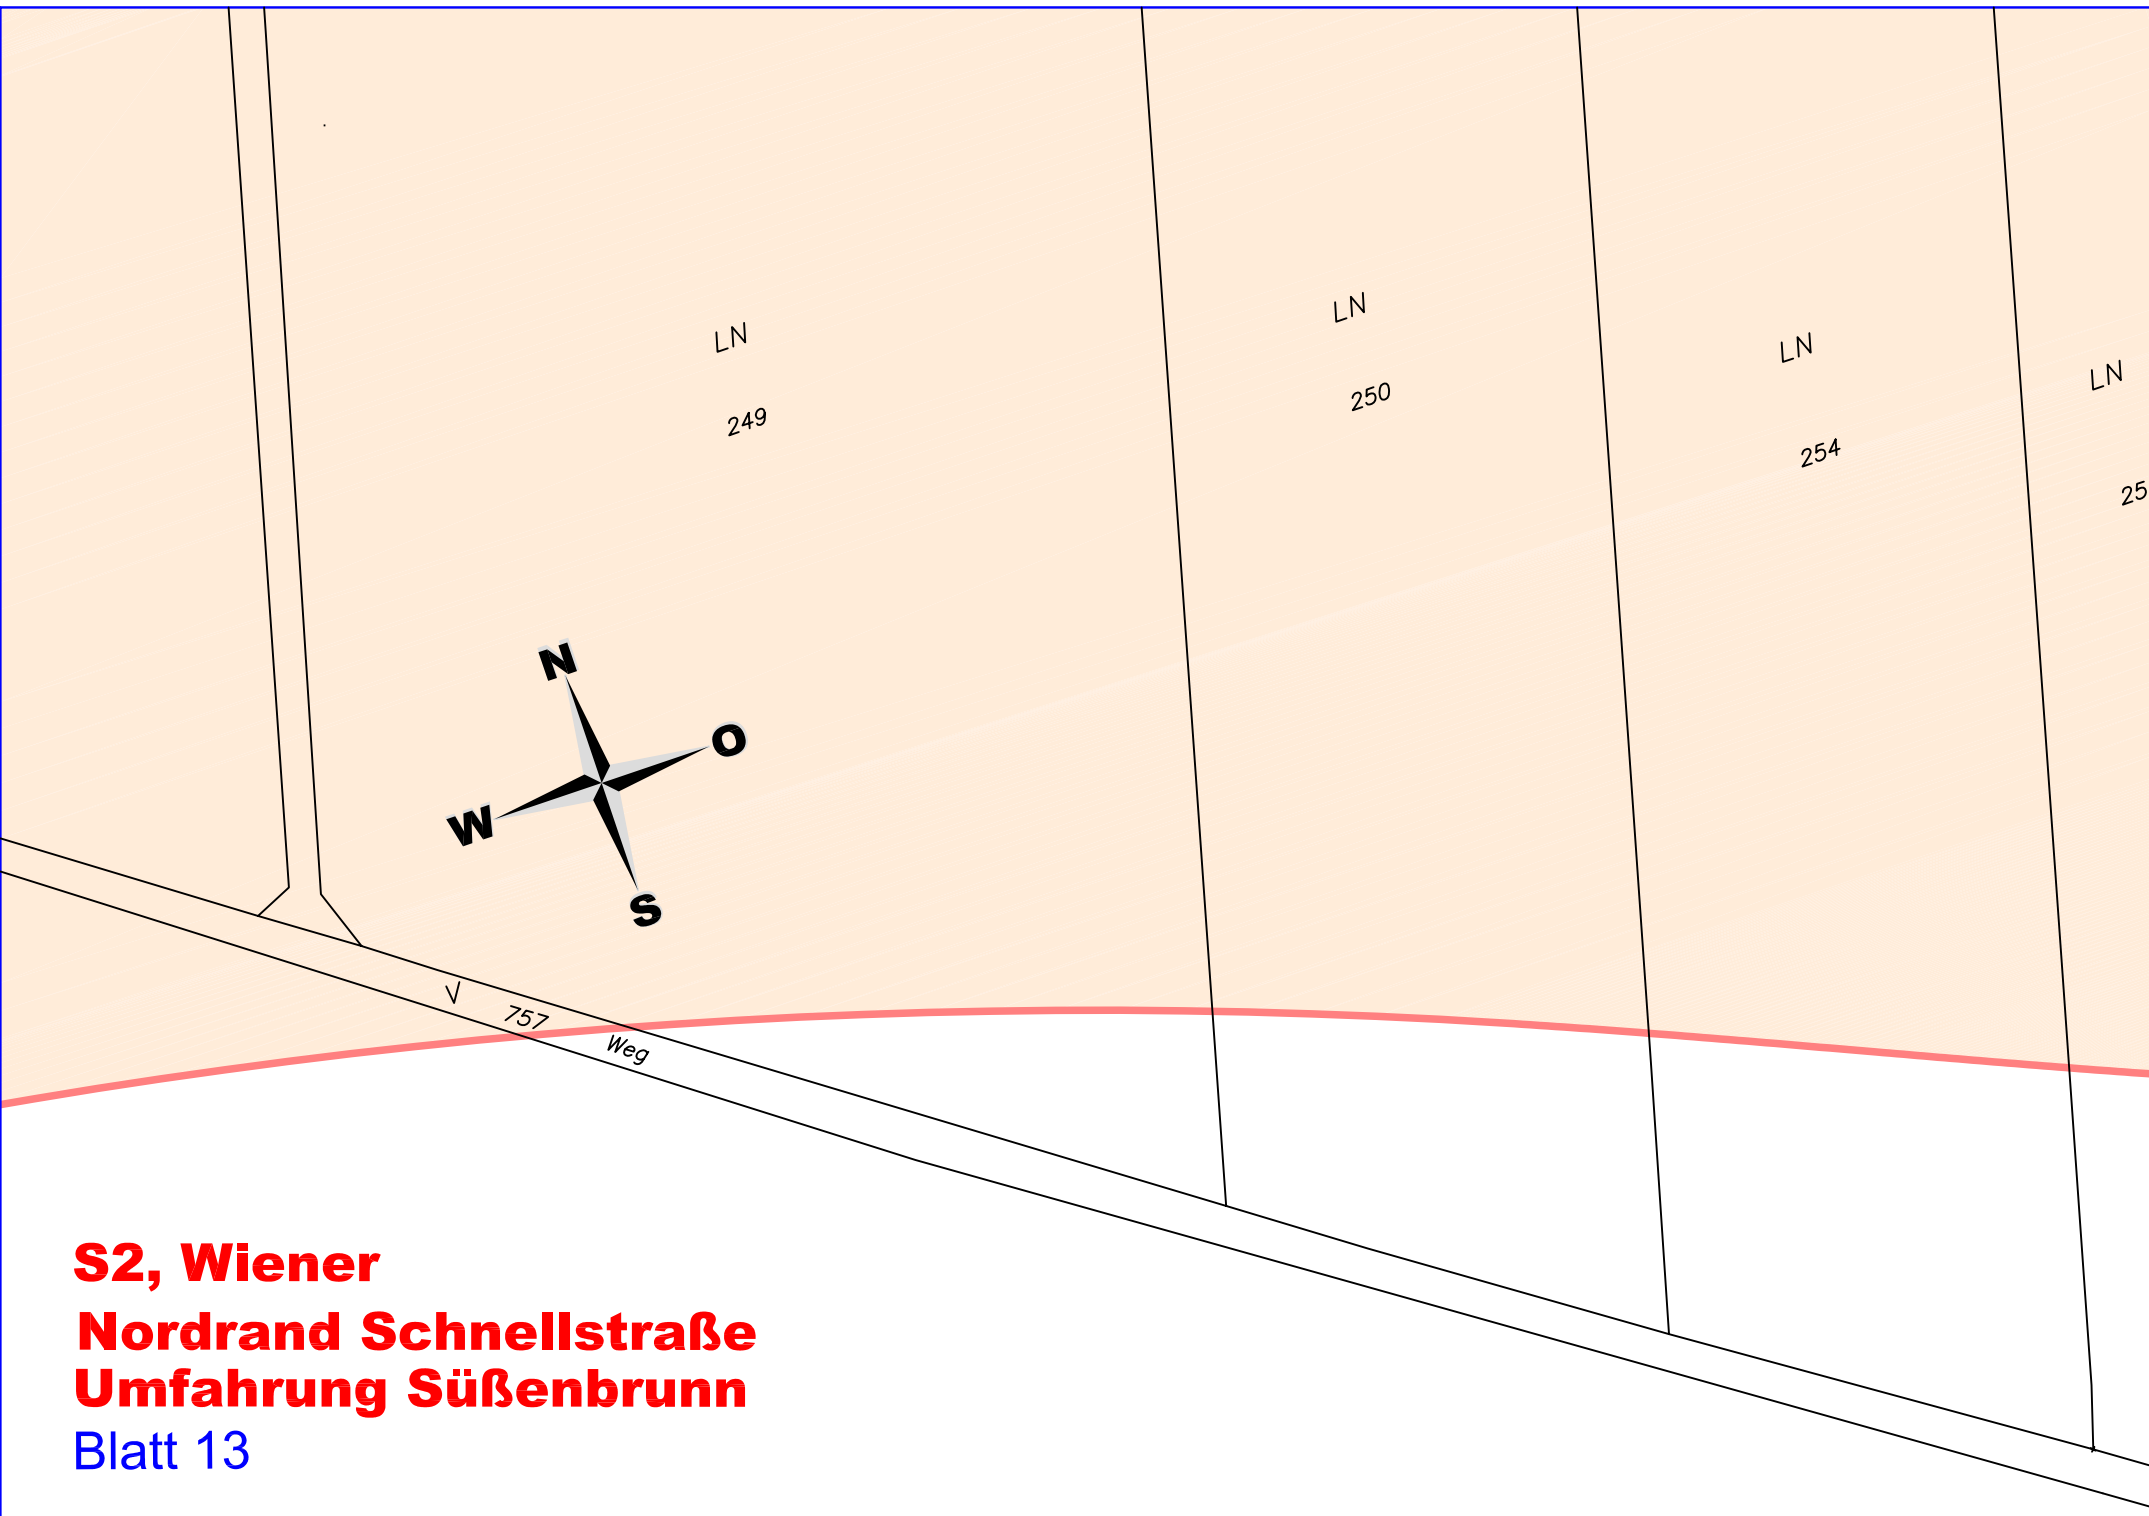 LN
LN
LN
LN
249
250
254
25
N
O
W
S
V
757
Weg
S2, Wiener
Nordrand Schnellstraße
Umfahrung Süßenbrunn
Blatt 13